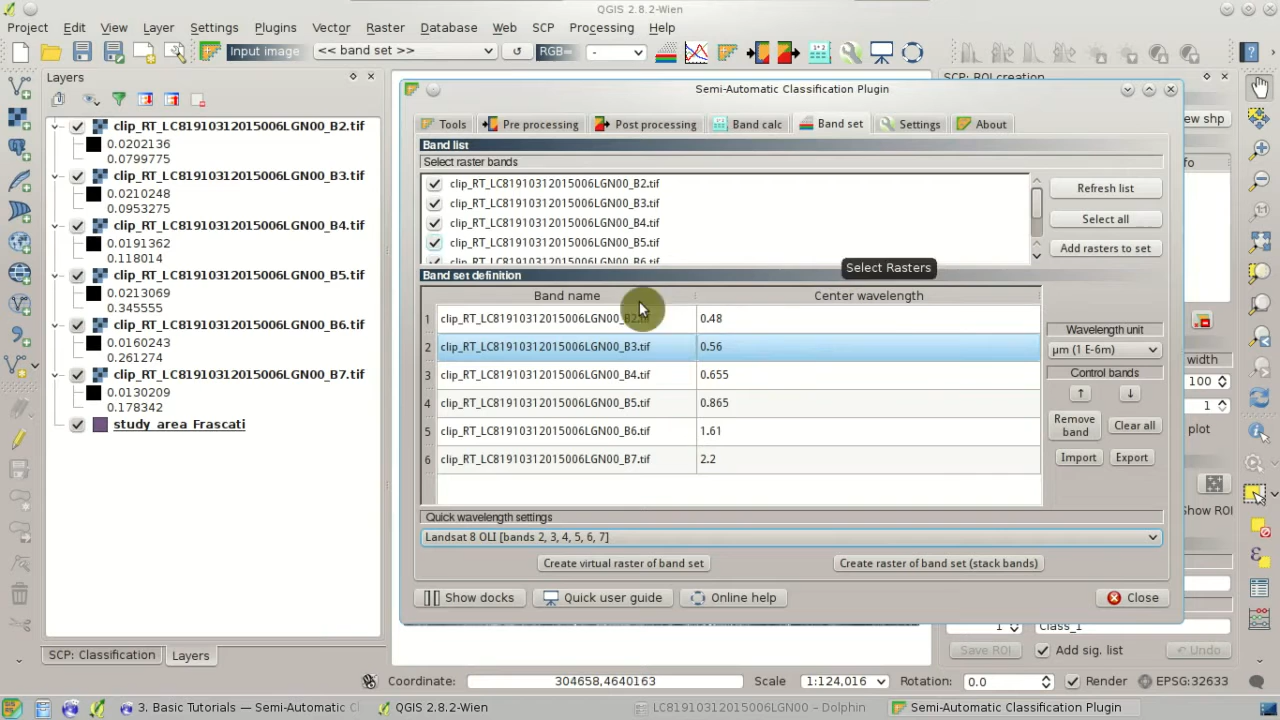 QGIS 2.8.2-Wien
Project Edit View Layer Settings Plugins Vector Raster Database Web SCP Processing Help
Input image << band set >> RGB= -
Layers
clip_RT_LC81910312015006LGN00_B2.tif
0.0202136
0.0799775
clip_RT_LC81910312015006LGN00_B3.tif
0.0210248
0.0953275
clip_RT_LC81910312015006LGN00_B4.tif
0.0191362
0.118014
clip_RT_LC81910312015006LGN00_B5.tif
0.0213069
0.345555
clip_RT_LC81910312015006LGN00_B6.tif
0.0160243
0.261274
clip_RT_LC81910312015006LGN00_B7.tif
0.0130209
0.178342
study_area_Frascati
SCP: Classification Layers
SCP: ROI creation
Semi-Automatic Classification Plugin
Tools Pre processing Post processing Band calc Band set Settings About
Band list
Select raster bands
clip_RT_LC81910312015006LGN00_B2.tif
clip_RT_LC81910312015006LGN00_B3.tif
clip_RT_LC81910312015006LGN00_B4.tif
clip_RT_LC81910312015006LGN00_B5.tif
clip_RT_LC81910312015006LGN00_B6.tif
Refresh list
Select all
Add rasters to set
Select Rasters
Band set definition
Band name Center wavelength
1 clip_RT_LC81910312015006LGN00_B2.tif 0.48
2 clip_RT_LC81910312015006LGN00_B3.tif 0.56
3 clip_RT_LC81910312015006LGN00_B4.tif 0.655
4 clip_RT_LC81910312015006LGN00_B5.tif 0.865
5 clip_RT_LC81910312015006LGN00_B6.tif 1.61
6 clip_RT_LC81910312015006LGN00_B7.tif 2.2
Wavelength unit
µm (1 E-6m)
Control bands
↑ ↓
Remove band Clear all
Import Export
Quick wavelength settings
Landsat 8 OLI [bands 2, 3, 4, 5, 6, 7]
Create virtual raster of band set Create raster of band set (stack bands)
Show docks Quick user guide Online help Close
ew shp
fo
width
100
1
plot
Show ROI
1 Class_1
Save ROI Add sig. list Undo
Coordinate: 304658,4640163 Scale 1:124,016 Rotation: 0.0 Render EPSG:32633
3. Basic Tutorials — Semi-Automatic C QGIS 2.8.2-Wien LC81910312015006LGN00 – Dolphin Semi-Automatic Classification Plugin